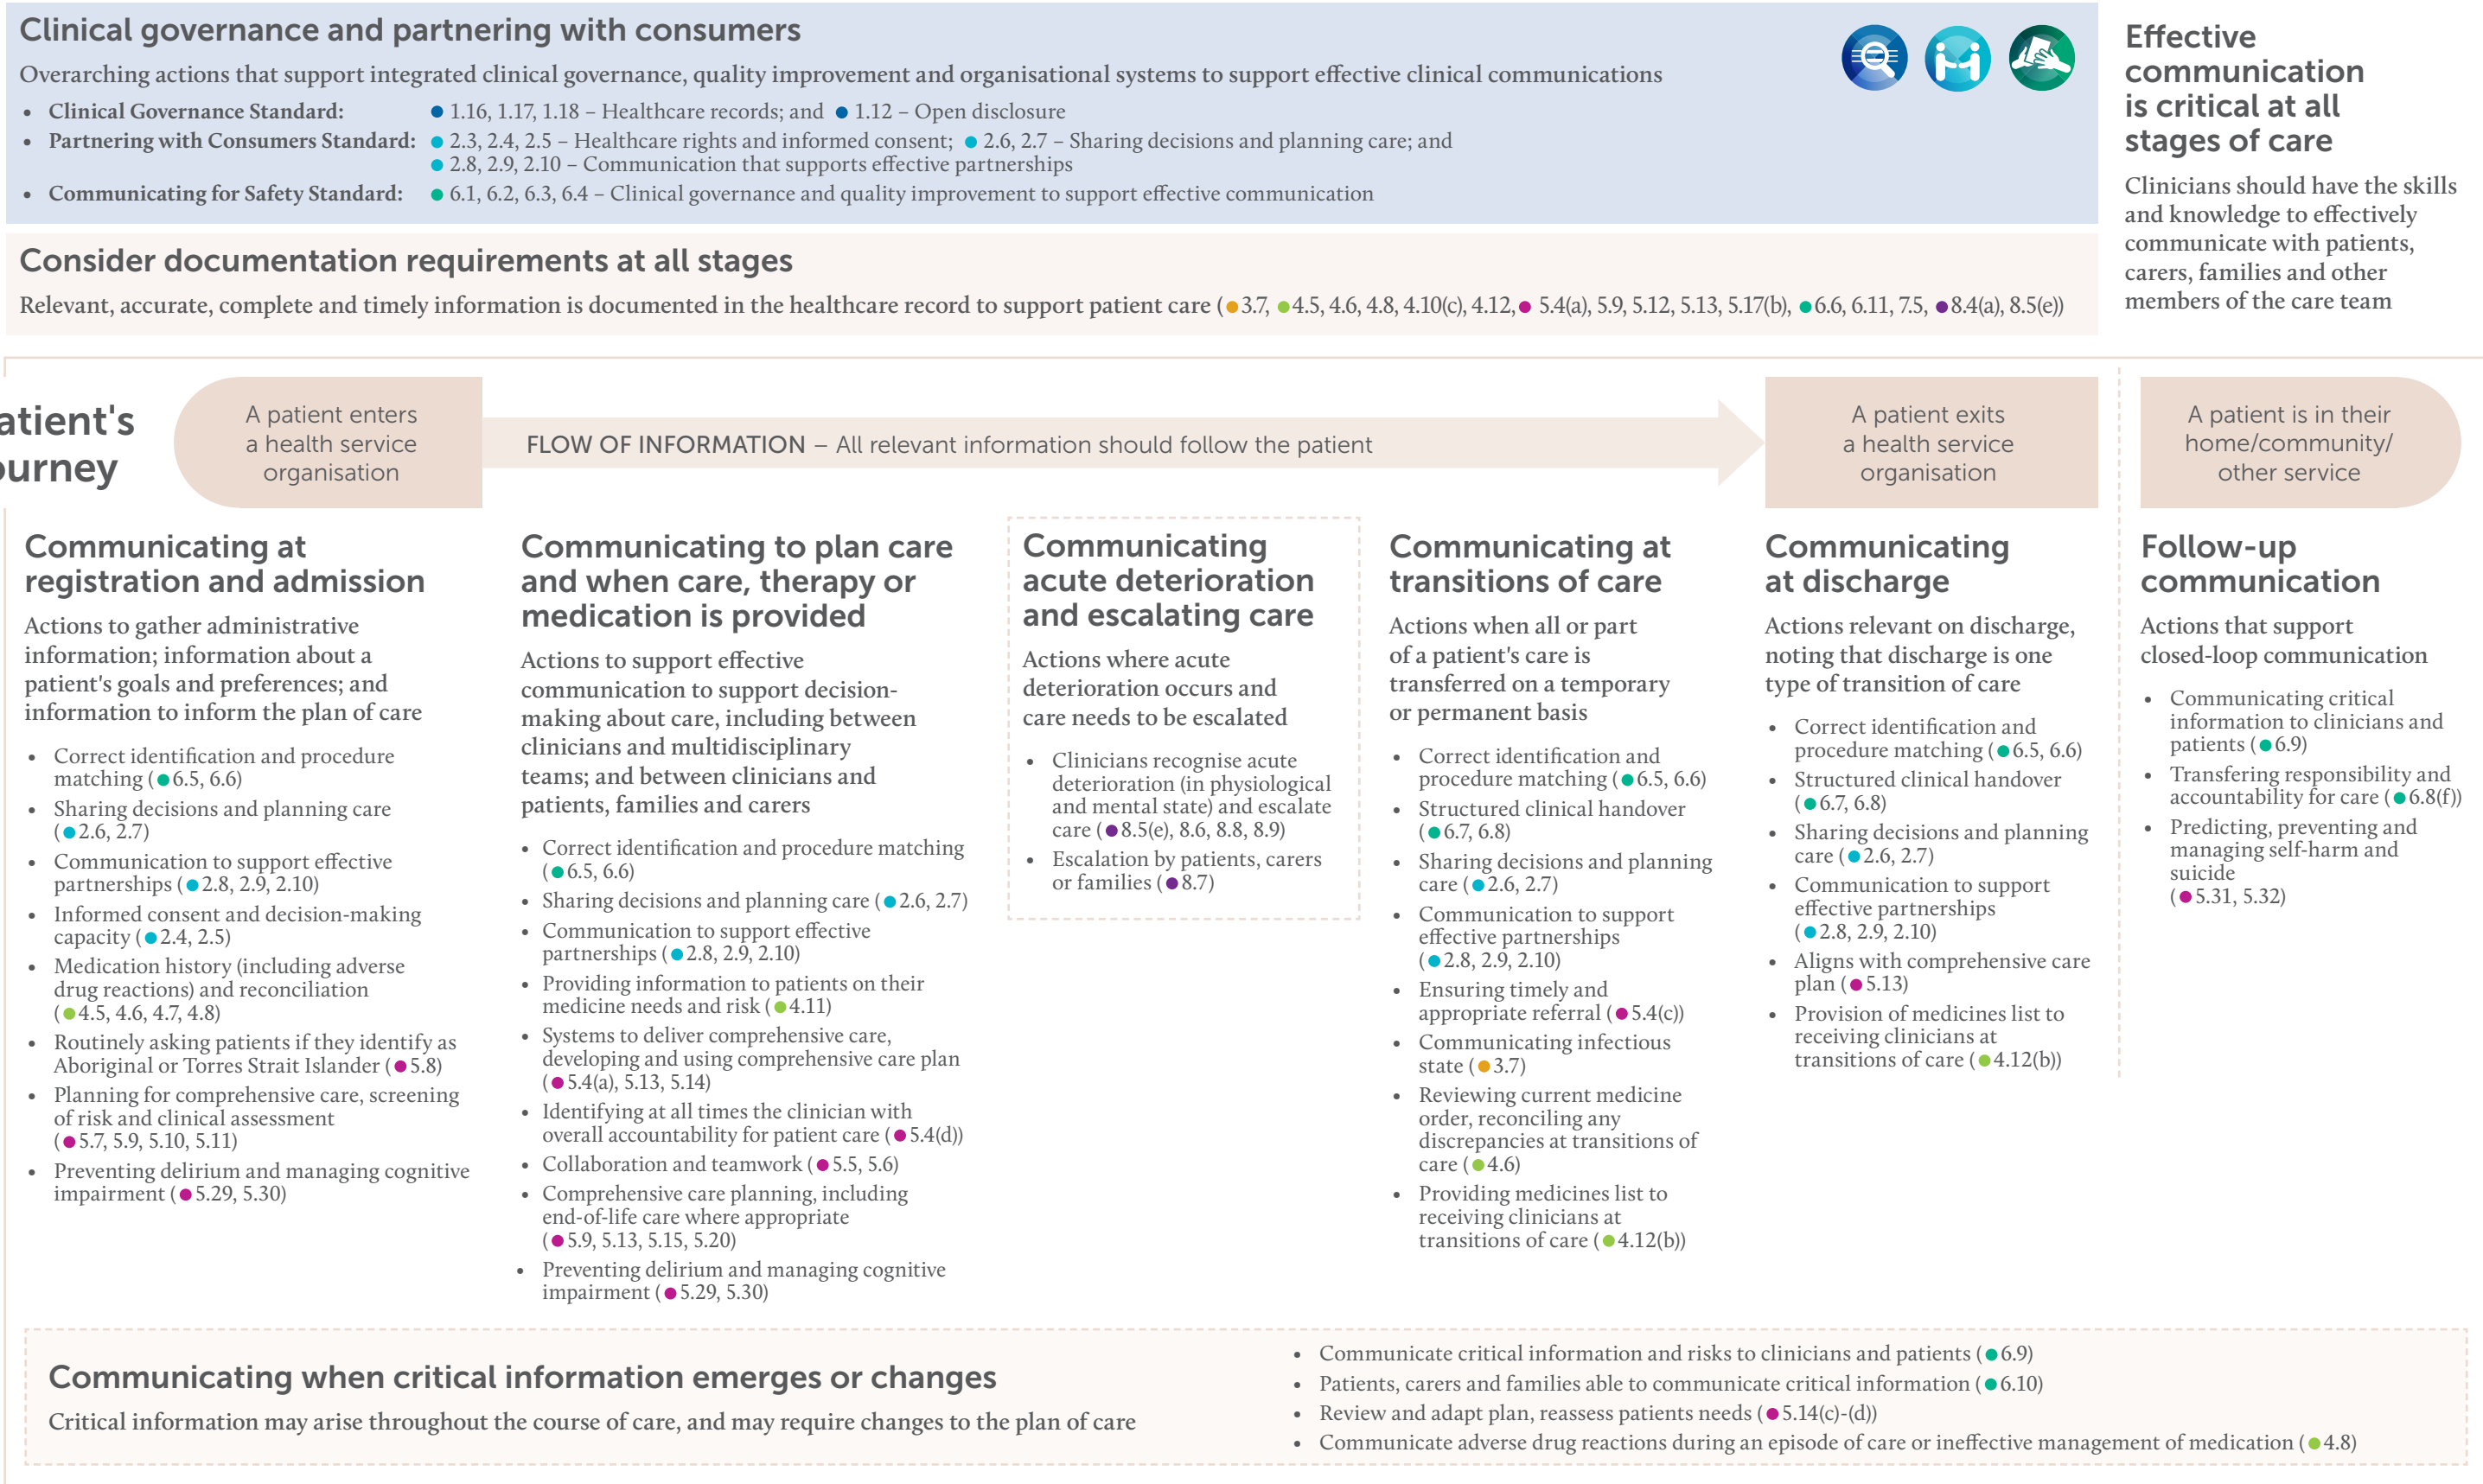 Clinical governance and partnering with consumers
Overarching actions that support integrated clinical governance, quality improvement and organisational systems to support effective clinical communications
• Clinical Governance Standard: ● 1.16, 1.17, 1.18 – Healthcare records; and ● 1.12 – Open disclosure
• Partnering with Consumers Standard: ● 2.3, 2.4, 2.5 – Healthcare rights and informed consent; ● 2.6, 2.7 – Sharing decisions and planning care; and
● 2.8, 2.9, 2.10 – Communication that supports effective partnerships
• Communicating for Safety Standard: ● 6.1, 6.2, 6.3, 6.4 – Clinical governance and quality improvement to support effective communication
Effective
communication
is critical at all
stages of care
Clinicians should have the skills
and knowledge to effectively
communicate with patients,
carers, families and other
members of the care team
Consider documentation requirements at all stages
Relevant, accurate, complete and timely information is documented in the healthcare record to support patient care (●3.7, ●4.5, 4.6, 4.8, 4.10(c), 4.12,● 5.4(a), 5.9, 5.12, 5.13, 5.17(b), ●6.6, 6.11, 7.5, ●8.4(a), 8.5(e))
atient's
ourney
A patient enters
a health service
organisation
FLOW OF INFORMATION – All relevant information should follow the patient
A patient exits
a health service
organisation
A patient is in their
home/community/
other service
Communicating at
registration and admission
Actions to gather administrative
information; information about a
patient's goals and preferences; and
information to inform the plan of care
• Correct identification and procedure
matching (●6.5, 6.6)
• Sharing decisions and planning care
(●2.6, 2.7)
• Communication to support effective
partnerships (●2.8, 2.9, 2.10)
• Informed consent and decision-making
capacity (●2.4, 2.5)
• Medication history (including adverse
drug reactions) and reconciliation
(●4.5, 4.6, 4.7, 4.8)
• Routinely asking patients if they identify as
Aboriginal or Torres Strait Islander (●5.8)
• Planning for comprehensive care, screening
of risk and clinical assessment
(●5.7, 5.9, 5.10, 5.11)
• Preventing delirium and managing cognitive
impairment (●5.29, 5.30)
Communicating to plan care
and when care, therapy or
medication is provided
Actions to support effective
communication to support decision-
making about care, including between
clinicians and multidisciplinary
teams; and between clinicians and
patients, families and carers
• Correct identification and procedure matching
(●6.5, 6.6)
• Sharing decisions and planning care (●2.6, 2.7)
• Communication to support effective
partnerships (●2.8, 2.9, 2.10)
• Providing information to patients on their
medicine needs and risk (●4.11)
• Systems to deliver comprehensive care,
developing and using comprehensive care plan
(●5.4(a), 5.13, 5.14)
• Identifying at all times the clinician with
overall accountability for patient care (●5.4(d))
• Collaboration and teamwork (●5.5, 5.6)
• Comprehensive care planning, including
end-of-life care where appropriate
(●5.9, 5.13, 5.15, 5.20)
• Preventing delirium and managing cognitive
impairment (●5.29, 5.30)
Communicating
acute deterioration
and escalating care
Actions where acute
deterioration occurs and
care needs to be escalated
• Clinicians recognise acute
deterioration (in physiological
and mental state) and escalate
care (●8.5(e), 8.6, 8.8, 8.9)
• Escalation by patients, carers
or families (●8.7)
Communicating at
transitions of care
Actions when all or part
of a patient's care is
transferred on a temporary
or permanent basis
• Correct identification and
procedure matching (●6.5, 6.6)
• Structured clinical handover
(●6.7, 6.8)
• Sharing decisions and planning
care (●2.6, 2.7)
• Communication to support
effective partnerships
(●2.8, 2.9, 2.10)
• Ensuring timely and
appropriate referral (●5.4(c))
• Communicating infectious
state (●3.7)
• Reviewing current medicine
order, reconciling any
discrepancies at transitions of
care (●4.6)
• Providing medicines list to
receiving clinicians at
transitions of care (●4.12(b))
Communicating
at discharge
Actions relevant on discharge,
noting that discharge is one
type of transition of care
• Correct identification and
procedure matching (●6.5, 6.6)
• Structured clinical handover
(●6.7, 6.8)
• Sharing decisions and planning
care (●2.6, 2.7)
• Communication to support
effective partnerships
(●2.8, 2.9, 2.10)
• Aligns with comprehensive care
plan (●5.13)
• Provision of medicines list to
receiving clinicians at
transitions of care (●4.12(b))
Follow-up
communication
Actions that support
closed-loop communication
• Communicating critical
information to clinicians and
patients (●6.9)
• Transfering responsibility and
accountability for care (●6.8(f))
• Predicting, preventing and
managing self-harm and
suicide
(●5.31, 5.32)
Communicating when critical information emerges or changes
Critical information may arise throughout the course of care, and may require changes to the plan of care
• Communicate critical information and risks to clinicians and patients (●6.9)
• Patients, carers and families able to communicate critical information (●6.10)
• Review and adapt plan, reassess patients needs (●5.14(c)-(d))
• Communicate adverse drug reactions during an episode of care or ineffective management of medication (●4.8)